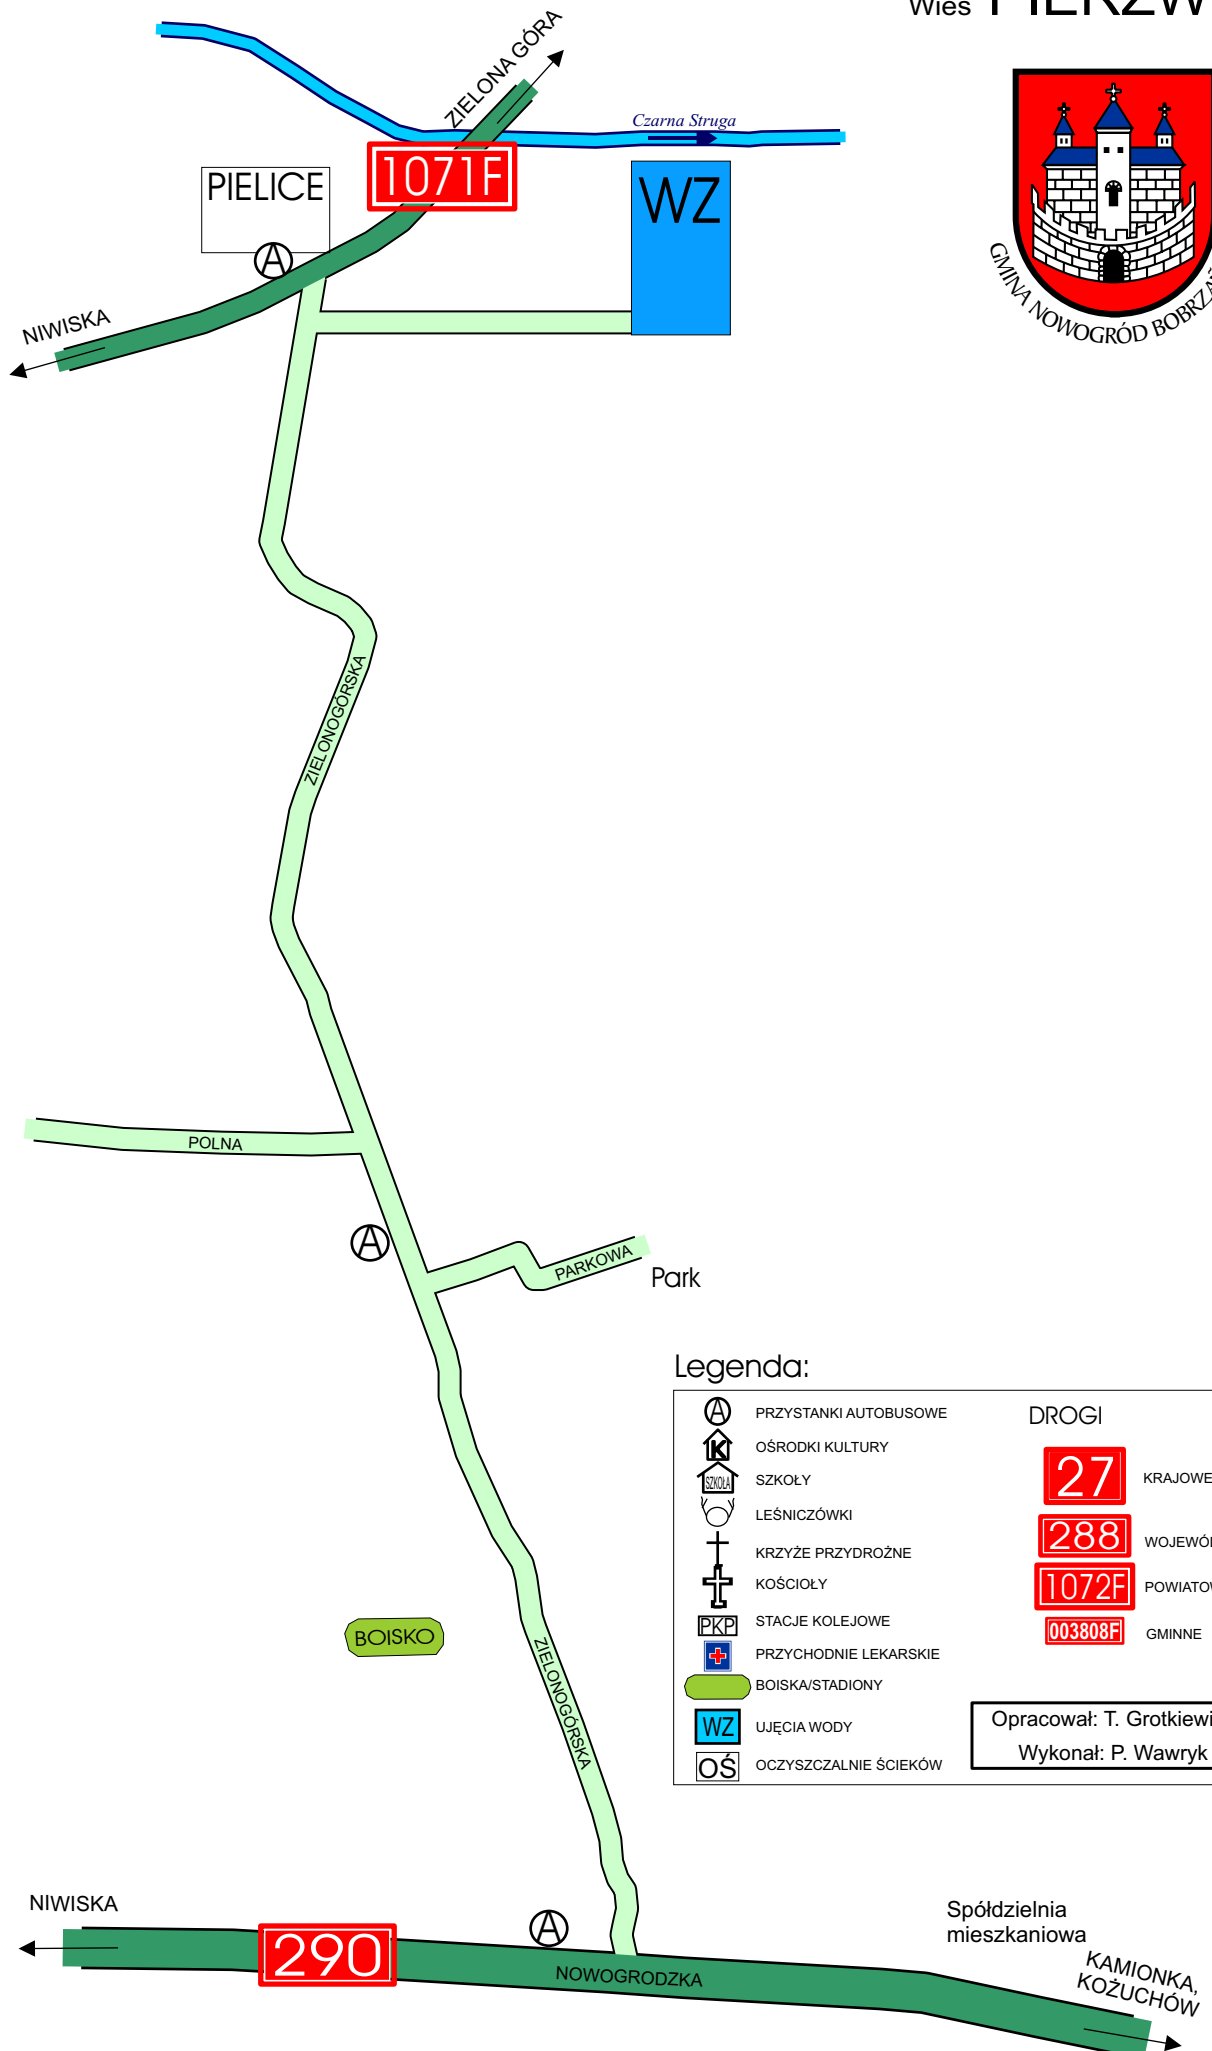 Wieś
ZIELONA GÓRA
Czarna Struga
1071F
PIELICE
WZ
A
NIWISKA
GMINA NOWOGRÓD
ZIELONOGÓRSKA
POLNA
A
PARKOWA
Park
Legenda:
A PRZYSTANKI AUTOBUSOWE
K OŚRODKI KULTURY
SZKOŁA SZKOŁY
LEŚNICZÓWKI
KRZYŻE PRZYDROŻNE
KOŚCIOŁY
PKP STACJE KOLEJOWE
PRZYCHODNIE LEKARSKIE
BOISKA/STADIONY
WZ UJĘCIA WODY
OŚ OCZYSZCZALNIE ŚCIEKÓW
DROGI
27 KRAJOWE
288
1072F
003808F GMINNE
Opracował: T.
Wykonał: P. Wawryk
BOISKO
ZIELONOGÓRSKA
NIWISKA
A
290
NOWOGRODZKA
Spółdzielnia
mieszkaniowa
KAMIONKA,
KOŻUCHÓW